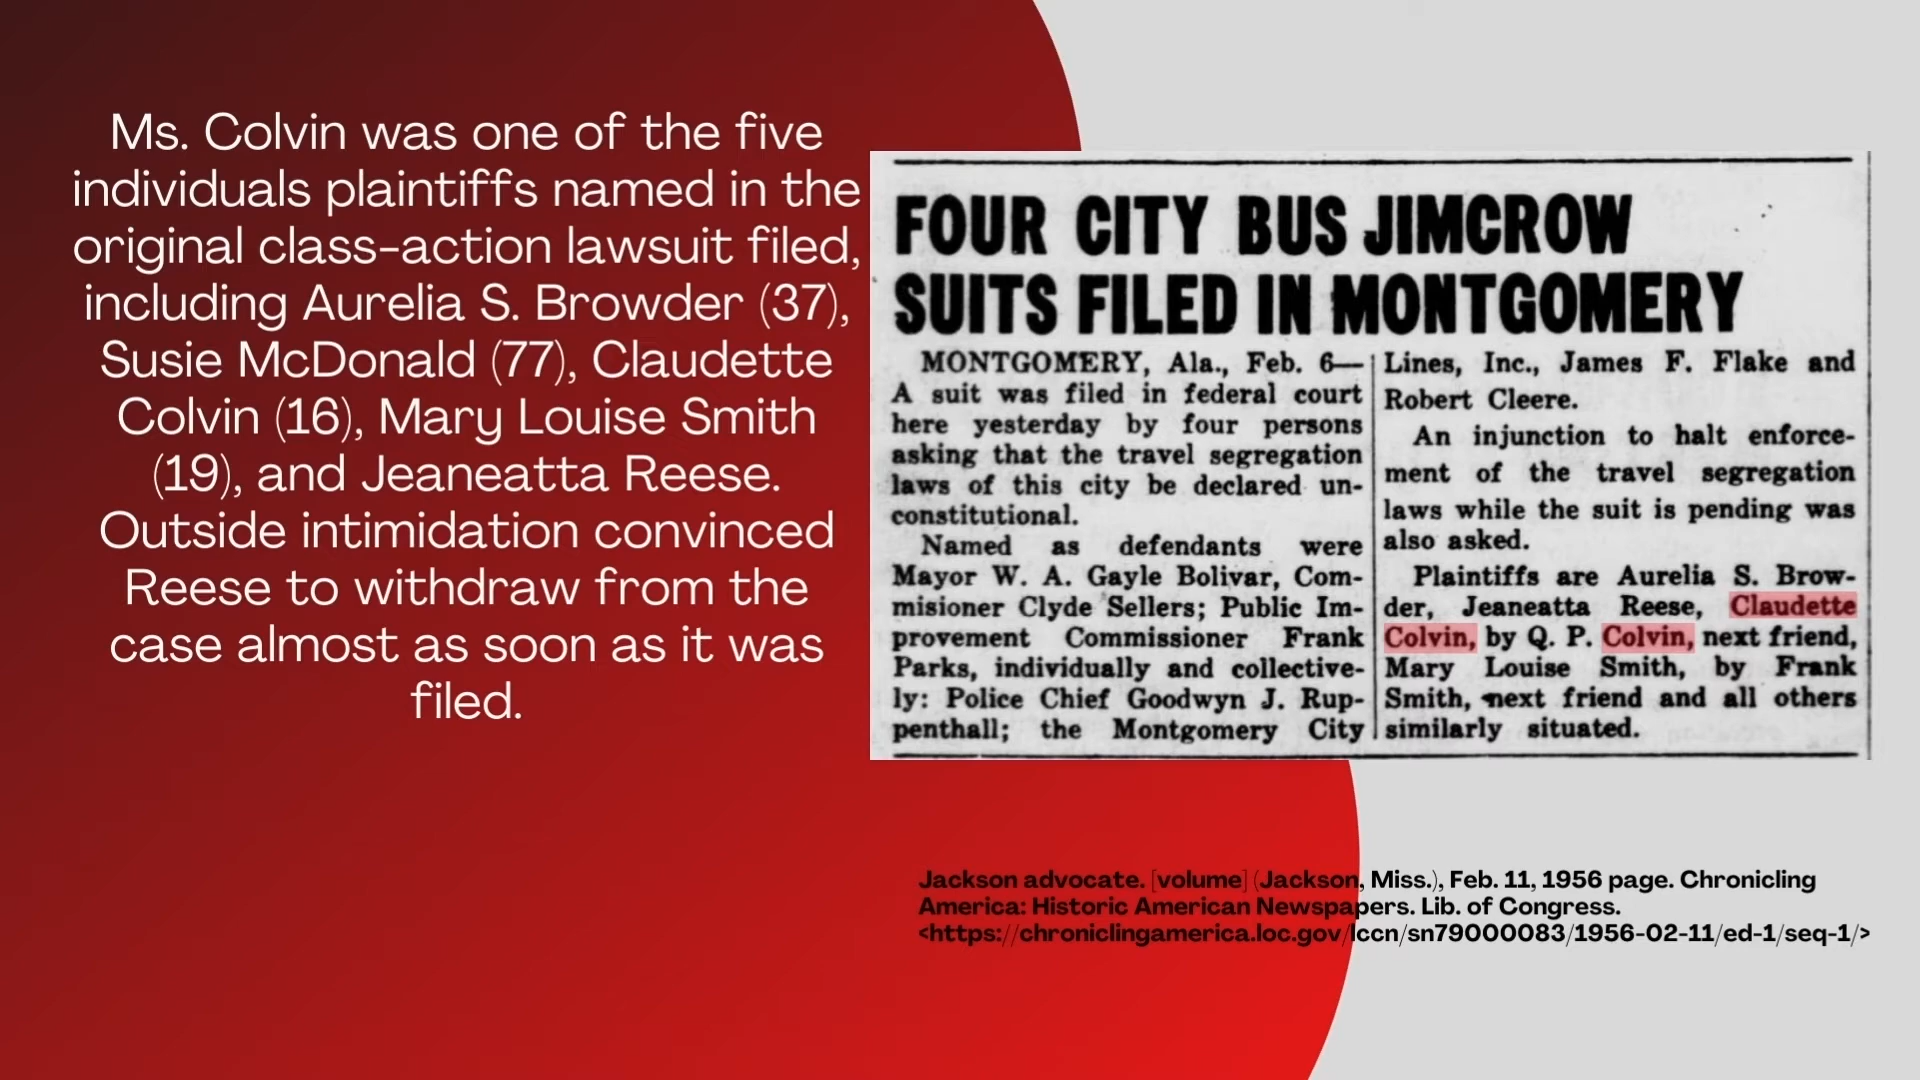 Ms. Colvin was one of the five
individuals plaintiffs named in the
original class-action lawsuit filed,
including Aurelia S. Browder (37),
Susie McDonald (77), Claudette
Colvin (16), Mary Louise Smith
(19), and Jeaneatta Reese.
Outside intimidation convinced
Reese to withdraw from the
case almost as soon as it was
filed.
FOUR CITY BUS JIMCROW
SUITS FILED IN MONTGOMERY
MONTGOMERY, Ala., Feb. 6—
A suit was filed in federal court
here yesterday by four persons
asking that the travel segregation
laws of this city be declared un-
constitutional.
Named as defendants were
Mayor W. A. Gayle Bolivar, Com-
misioner Clyde Sellers; Public Im-
provement Commissioner Frank
Parks, individually and collective-
ly: Police Chief Goodwyn J. Rup-
penthall; the Montgomery City
Lines, Inc., James F. Flake and
Robert Cleere.
An injunction to halt enforce-
ment of the travel segregation
laws while the suit is pending was
also asked.
Plaintiffs are Aurelia S. Brow-
der, Jeaneatta Reese, Claudette
Colvin, by Q. P. Colvin, next friend,
Mary Louise Smith, by Frank
Smith, next friend and all others
similarly situated.
Jackson advocate. [volume] (Jackson, Miss.), Feb. 11, 1956 page. Chronicling
America: Historic American Newspapers. Lib. of Congress.
<https://chroniclingamerica.loc.gov/lccn/sn79000083/1956-02-11/ed-1/seq-1/>